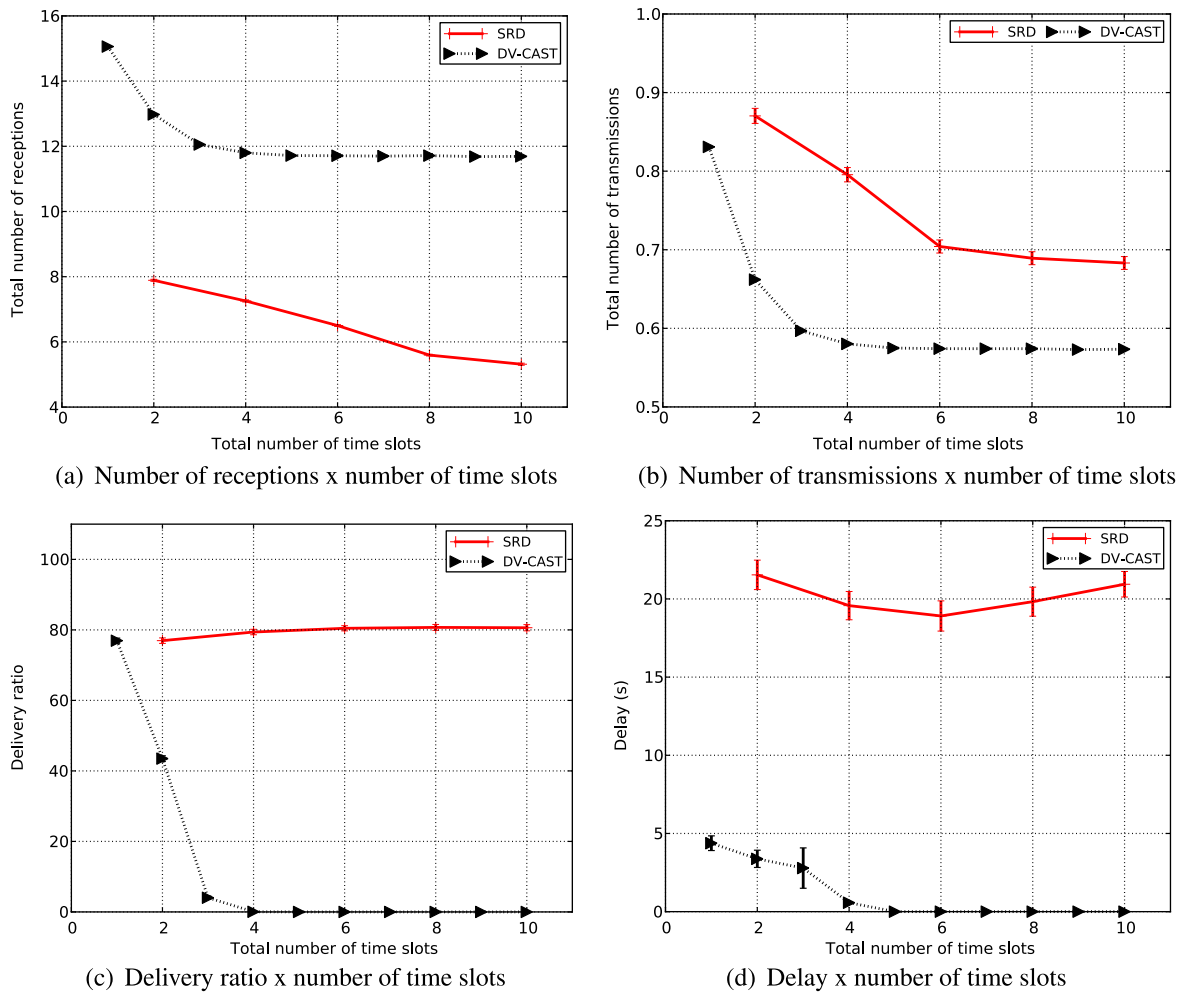 16
14
12
10
8
6
4
0 2 4 6 8 10
Total number of receptions
Total number of time slots
SRD
DV-CAST
(a) Number of receptions x number of time slots
1.0
0.9
0.8
0.7
0.6
0.5
0 2 4 6 8 10
Total number of transmissions
Total number of time slots
SRD DV-CAST
(b) Number of transmissions x number of time slots
100
80
60
40
20
0
0 2 4 6 8 10
Delivery ratio
Total number of time slots
SRD
DV-CAST
(c) Delivery ratio x number of time slots
25
20
15
10
5
0
0 2 4 6 8 10
Delay (s)
Total number of time slots
SRD
DV-CAST
(d) Delay x number of time slots